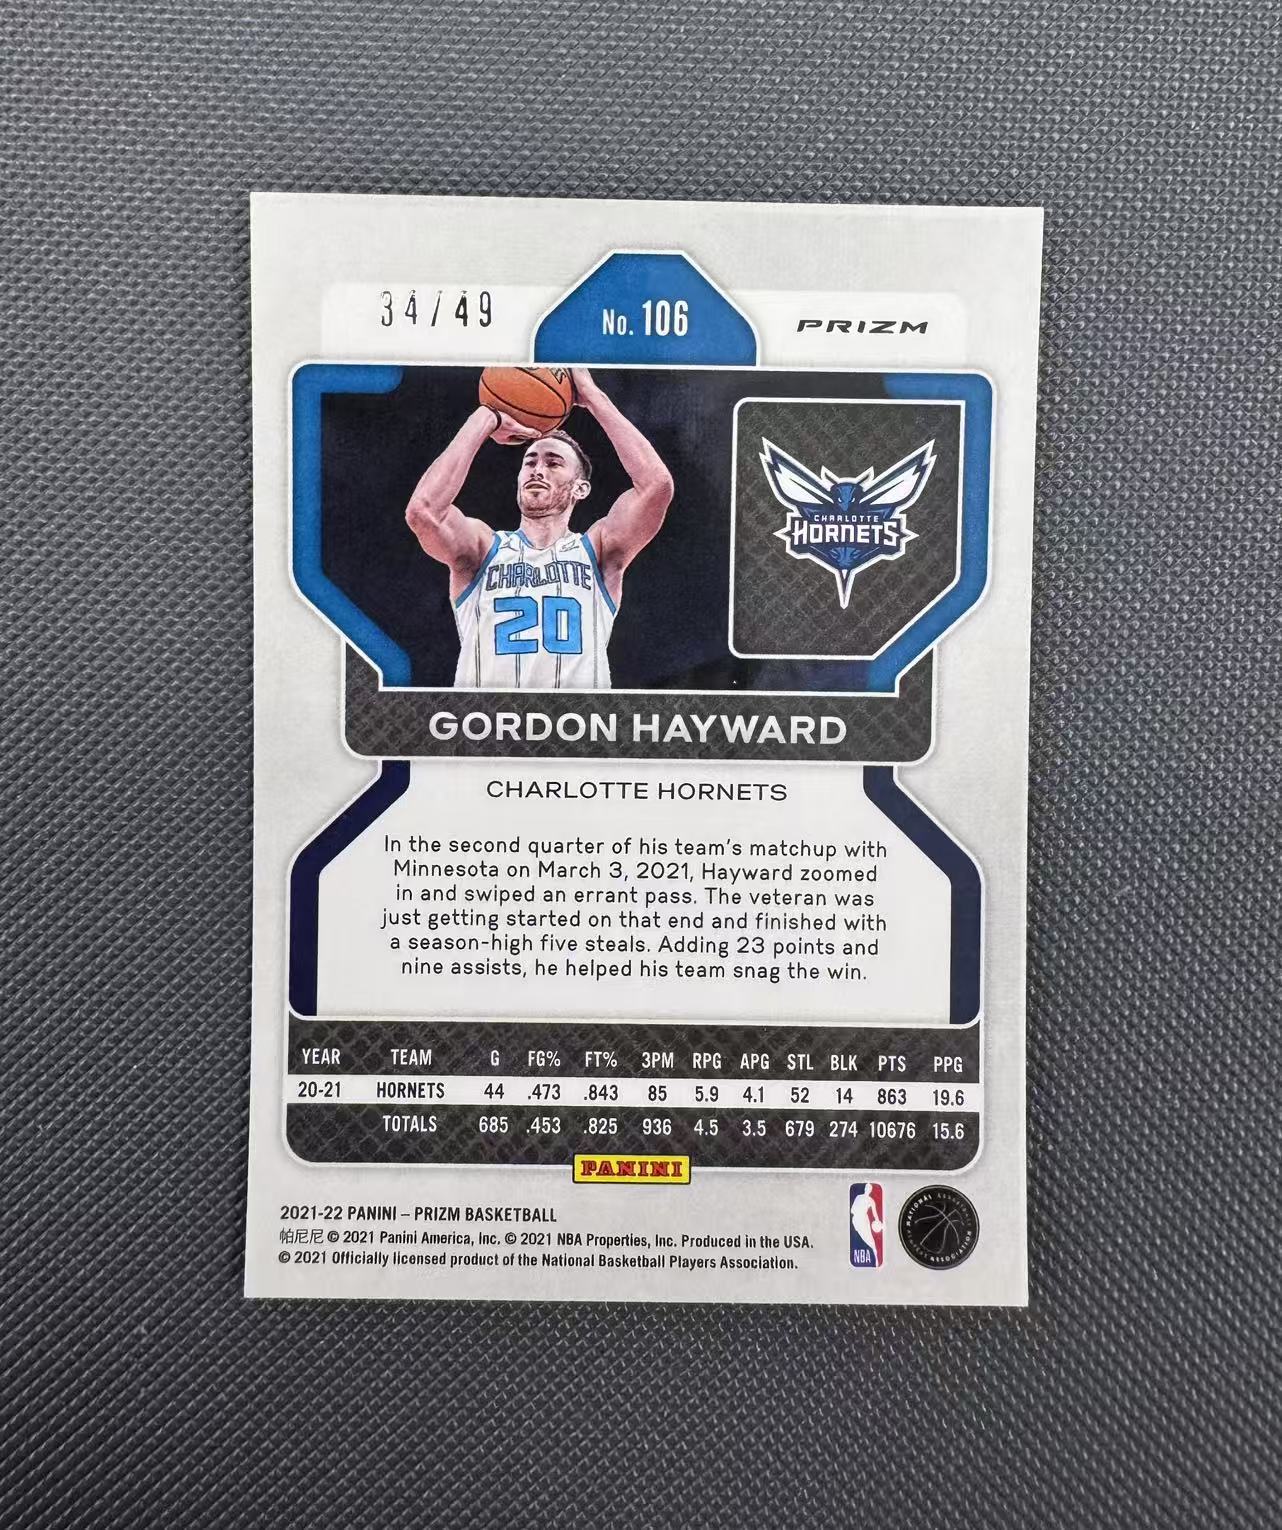 34/49
No. 106
PRIZM
CHARLOTTE
20
CHARLOTTE
HORNETS
GORDON HAYWARD
CHARLOTTE HORNETS
In the second quarter of his team's matchup with
Minnesota on March 3, 2021, Hayward zoomed
in and swiped an errant pass. The veteran was
just getting started on that end and finished with
a season-high five steals. Adding 23 points and
nine assists, he helped his team snag the win.
YEAR TEAM G FG% FT% 3PM RPG APG STL BLK PTS PPG
20-21 HORNETS 44 .473 .843 85 5.9 4.1 52 14 863 19.6
TOTALS 685 .453 .825 936 4.5 3.5 679 274 10676 15.6
PANINI
2021-22 PANINI – PRIZM BASKETBALL
帕尼尼 © 2021 Panini America, Inc. © 2021 NBA Properties, Inc. Produced in the USA.
© 2021 Officially licensed product of the National Basketball Players Association.
NBA
NATIONAL BASKETBALL
PLAYERS ASSOCIATION